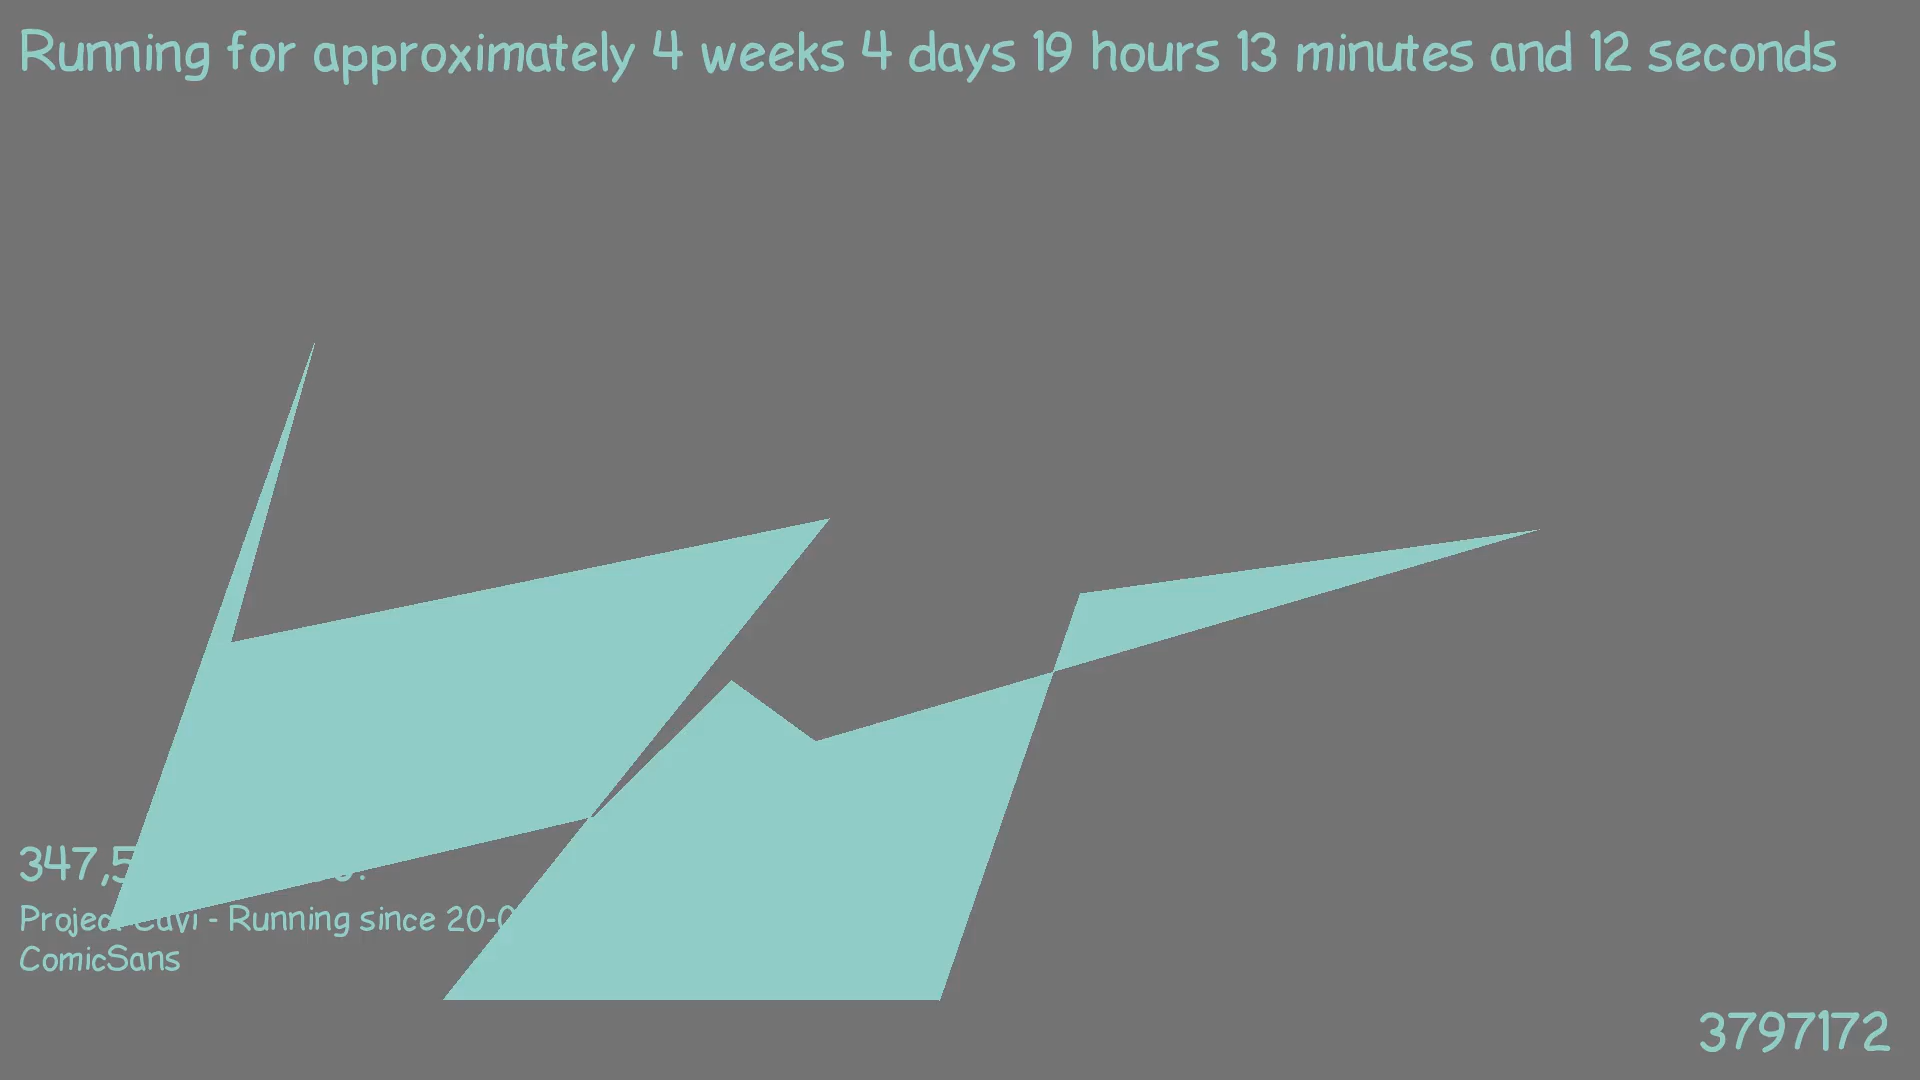 Running for approximately 4 weeks 4 days 19 hours 13 minutes and 12 seconds
347,5
- Running since 20-0
ComicSans
3797172